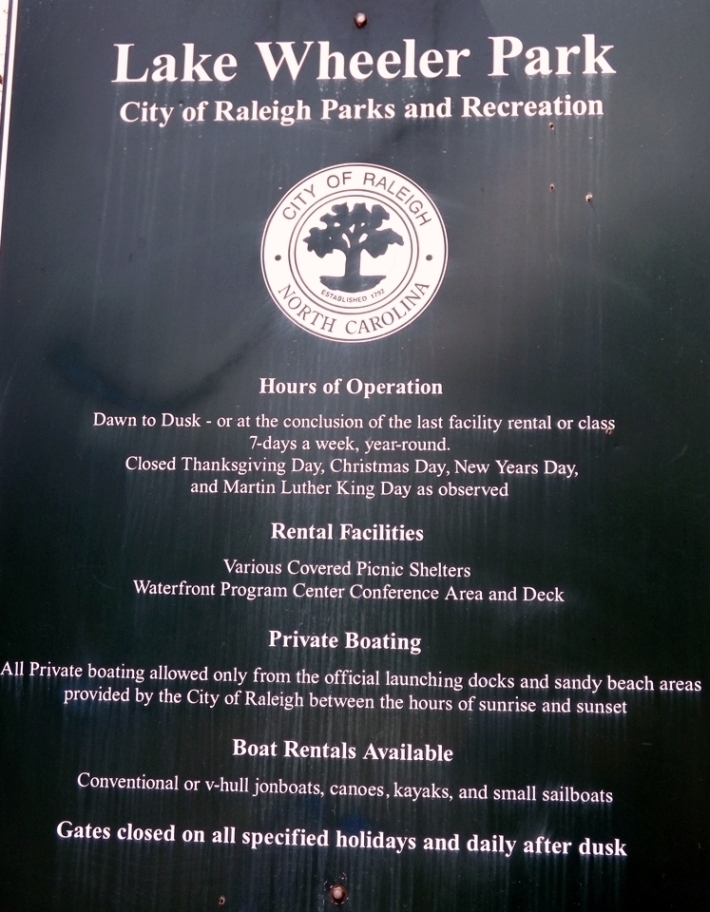 Lake Wheeler Park
City of Raleigh Parks and Recreation
CITY OF RALEIGH
ESTABLISHED 1792
NORTH CAROLINA
Hours of Operation
Dawn to Dusk - or at the conclusion of the last facility rental or class
7-days a week, year-round.
Closed Thanksgiving Day, Christmas Day, New Years Day,
and Martin Luther King Day as observed
Rental Facilities
Various Covered Picnic Shelters
Waterfront Program Center Conference Area and Deck
Private Boating
All Private boating allowed only from the official launching docks and sandy beach areas
provided by the City of Raleigh between the hours of sunrise and sunset
Boat Rentals Available
Conventional or v-hull jonboats, canoes, kayaks, and small sailboats
Gates closed on all specified holidays and daily after dusk